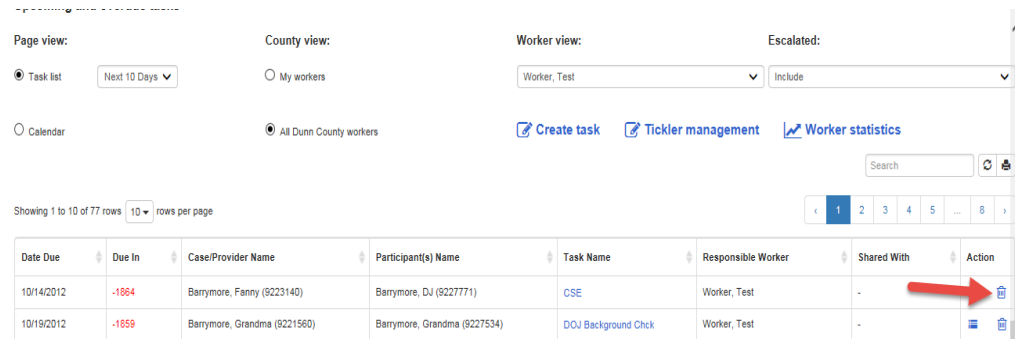 Upcoming and overdue tasks
Page view: County view: Worker view: Escalated:
Task list Next 10 Days My workers Worker, Test Include
Calendar All Dunn County workers Create task Tickler management Worker statistics
Search
Showing 1 to 10 of 77 rows 10 rows per page ‹ 1 2 3 4 5 ... 8 ›
Date Due Due In Case/Provider Name Participant(s) Name Task Name Responsible Worker Shared With Action
10/14/2012 -1864 Barrymore, Fanny (9223140) Barrymore, DJ (9227771) CSE Worker, Test -
10/19/2012 -1859 Barrymore, Grandma (9221560) Barrymore, Grandma (9227534) DOJ Background Chck Worker, Test -